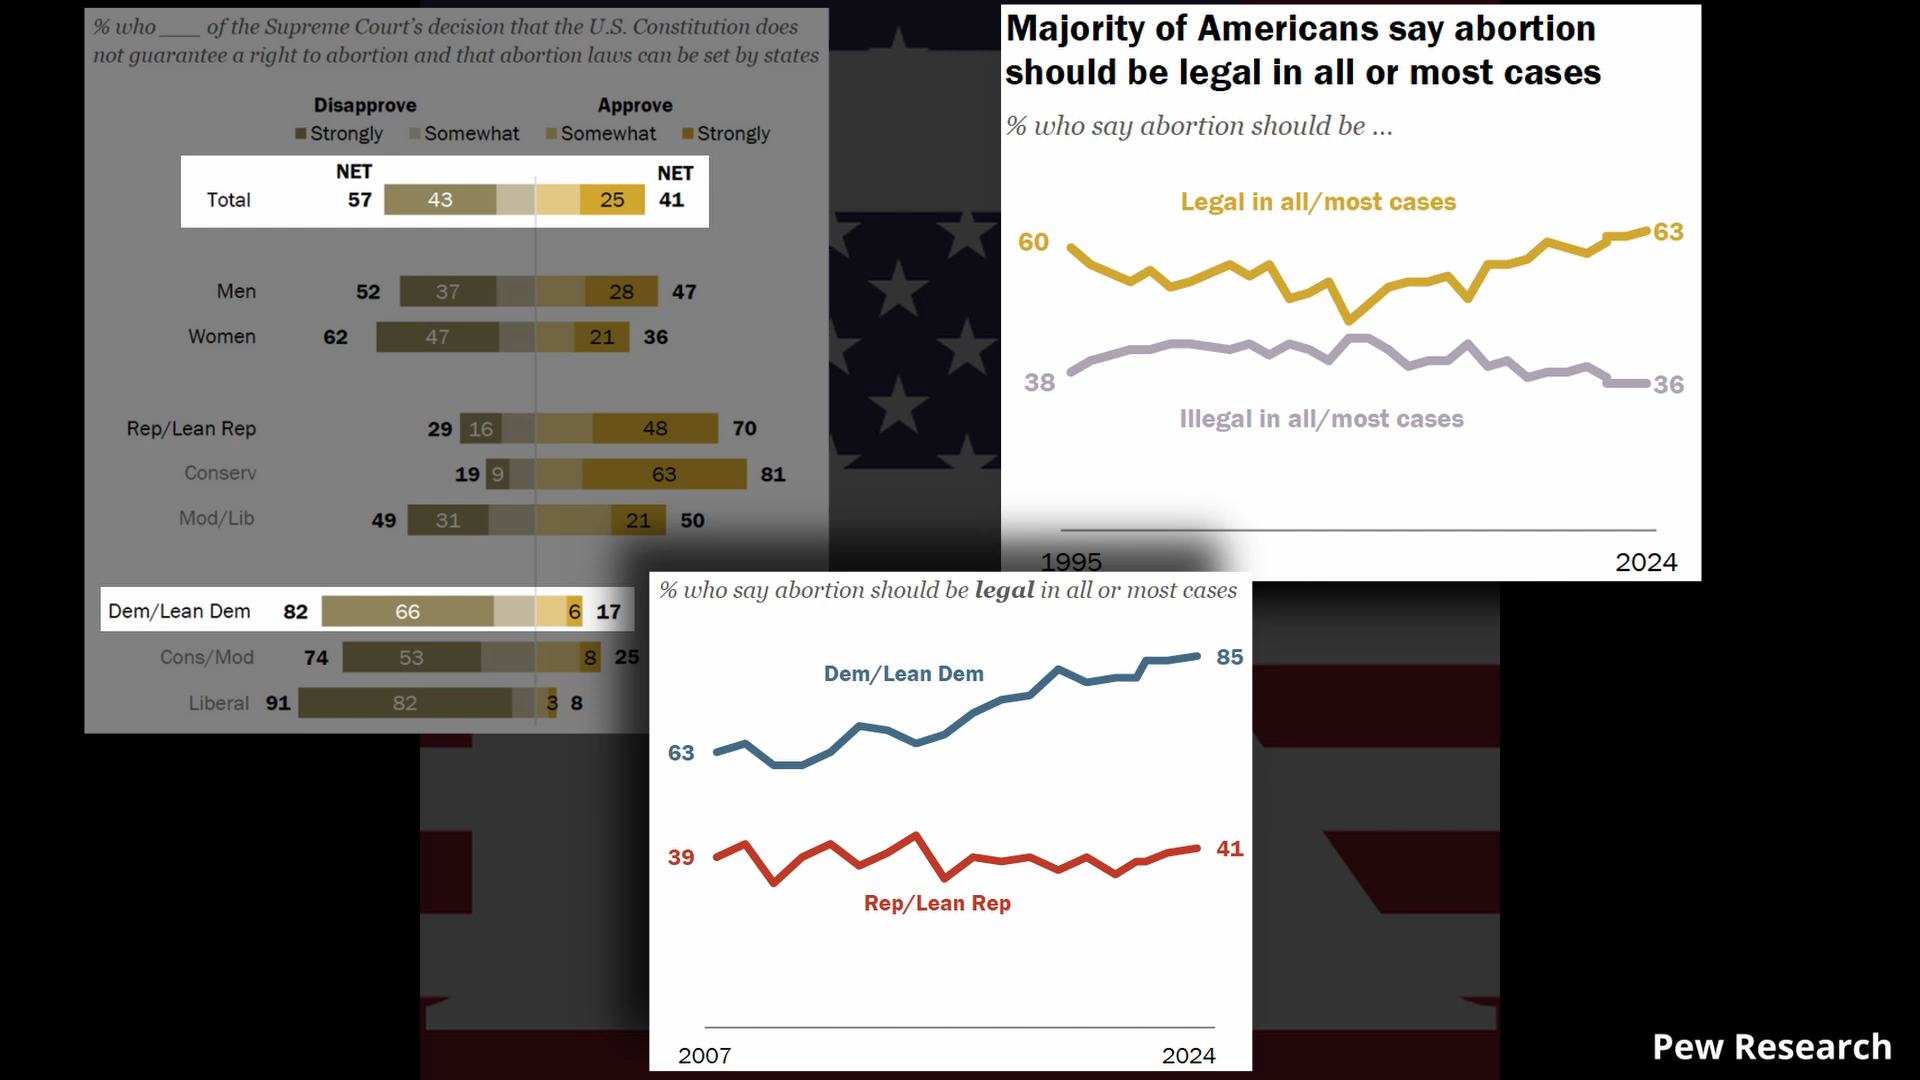 % who ___ of the Supreme Court's decision that the U.S. Constitution does
not guarantee a right to abortion and that abortion laws can be set by states
Disapprove Approve
Strongly Somewhat Somewhat Strongly
NET NET
Total 57 43 25 41
Men 52 37 28 47
Women 62 47 21 36
Rep/Lean Rep 29 16 48 70
Conserv 19 9 63 81
Mod/Lib 49 31 21 50
Dem/Lean Dem 82 66 6 17
Cons/Mod 74 53 8 25
Liberal 91 82 3 8
Majority of Americans say abortion
should be legal in all or most cases
% who say abortion should be ...
Legal in all/most cases
60 63
38 36
Illegal in all/most cases
1995 2024
% who say abortion should be legal in all or most cases
Dem/Lean Dem 85
63
39 41
Rep/Lean Rep
2007 2024
Pew Research